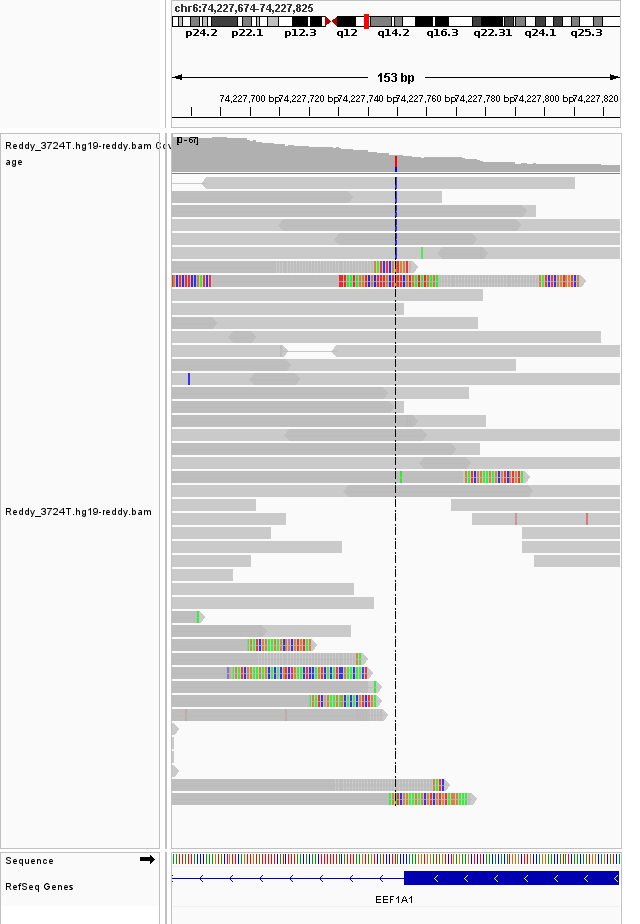 chr6:74,227,674-74,227,825
p24.2 p22.1 p12.3 q12 q14.2 q16.3 q22.31 q24.1 q25.3
153 bp
74,227,700 bp 74,227,720 bp 74,227,740 bp 74,227,760 bp 74,227,780 bp 74,227,800 bp 74,227,820
[0 - 67]
Reddy_3724T.hg19-reddy.bam Cov
age
Reddy_3724T.hg19-reddy.bam
Sequence
RefSeq Genes
EEF1A1